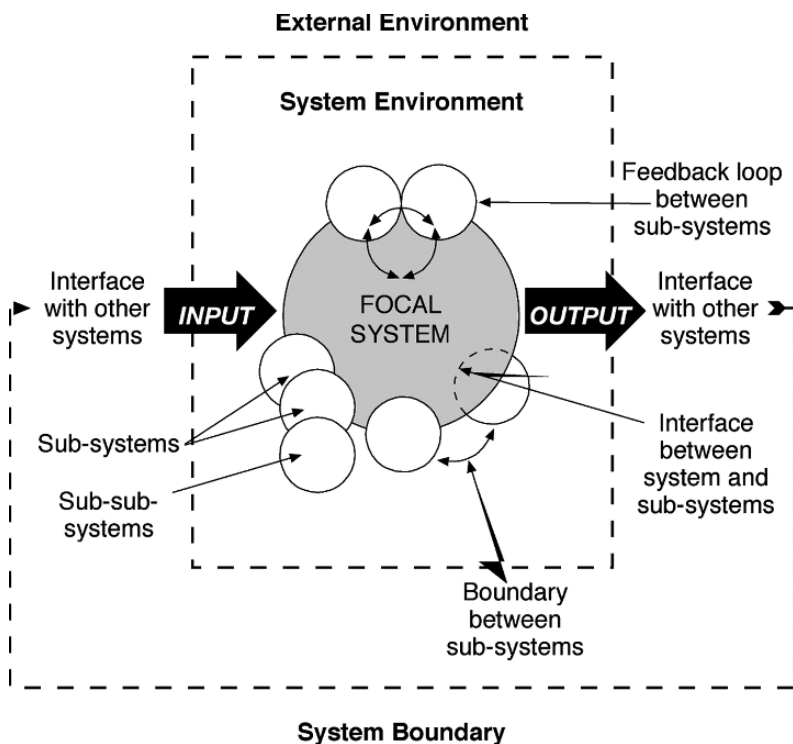 External Environment
System Environment
Feedback loop
between
sub-systems
Interface
with other
systems
INPUT
FOCAL
SYSTEM
OUTPUT
Interface
with other
systems
Sub-systems
Sub-sub-
systems
Interface
between
system and
sub-systems
Boundary
between
sub-systems
System Boundary